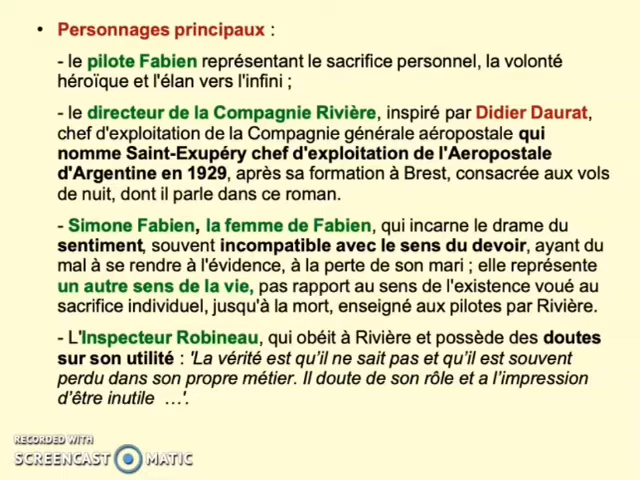 • Personnages principaux :
- le pilote Fabien représentant le sacrifice personnel, la volonté
héroïque et l'élan vers l'infini ;
- le directeur de la Compagnie Rivière, inspiré par Didier Daurat,
chef d'exploitation de la Compagnie générale aéropostale qui
nomme Saint-Exupéry chef d'exploitation de l'Aeropostale
d'Argentine en 1929, après sa formation à Brest, consacrée aux vols
de nuit, dont il parle dans ce roman.
- Simone Fabien, la femme de Fabien, qui incarne le drame du
sentiment, souvent incompatible avec le sens du devoir, ayant du
mal à se rendre à l'évidence, à la perte de son mari ; elle représente
un autre sens de la vie, pas rapport au sens de l'existence voué au
sacrifice individuel, jusqu'à la mort, enseigné aux pilotes par Rivière.
- L'Inspecteur Robineau, qui obéit à Rivière et possède des doutes
sur son utilité : 'La vérité est qu’il ne sait pas et qu’il est souvent
perdu dans son propre métier. Il doute de son rôle et a l’impression
d’être inutile …'.
RECORDED WITH
SCREENCAST MATIC